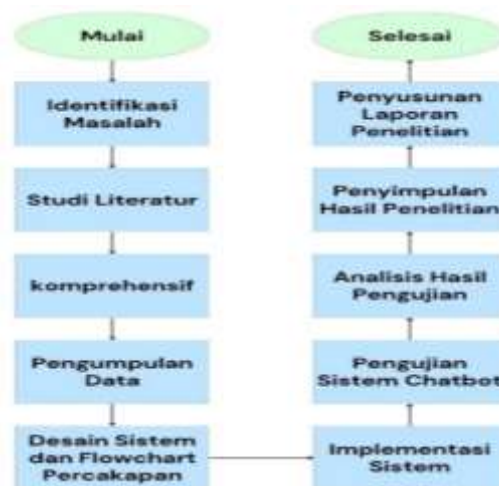 Mulai
Identifikasi
Masalah
Studi Literatur
komprehensif
Pengumpulan
Data
Desain Sistem
dan Flowchart
Percakapan
Implementasi
Sistem
Pengujian
Sistem Chatbot
Analisis Hasil
Pengujian
Penyimpulan
Hasil Penelitian
Penyusunan
Laporan
Penelitian
Selesai